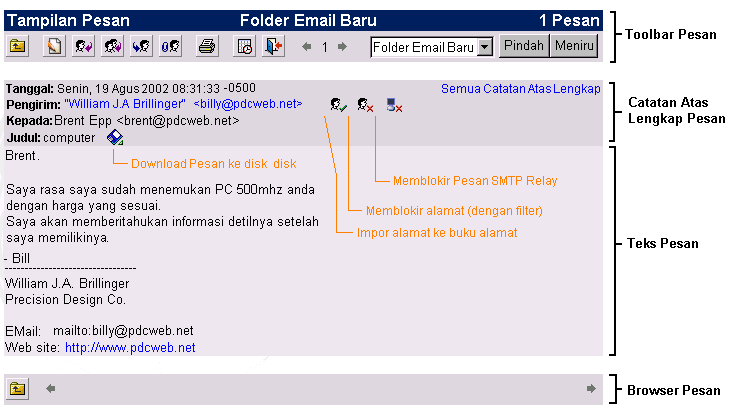 Tampilan Pesan Folder Email Baru 1 Pesan
Toolbar Pesan
1 Folder Email Baru Pindah Meniru
Tanggal: Senin, 19 Agus 2002 08:31:33 -0500 Semua Catatan Atas Lengkap
Pengirim: "William J.A Brillinger" <billy@pdcweb.net>
Catatan Atas
Lengkap Pesan
Kepada: Brent Epp <brent@pdcweb.net>
Judul: computer
Brent.
Download Pesan ke disk disk
Memblokir Pesan SMTP Relay
Memblokir alamat (dengan filter)
Impor alamat ke buku alamat
Saya rasa saya sudah menemukan PC 500mhz anda
dengan harga yang sesuai.
Saya akan memberitahukan informasi detilnya setelah
saya memilikinya.
Teks Pesan
- Bill
---------------------------------
William J.A. Brillinger
Precision Design Co.
EMail: mailto:billy@pdcweb.net
Web site: http://www.pdcweb.net
Browser Pesan